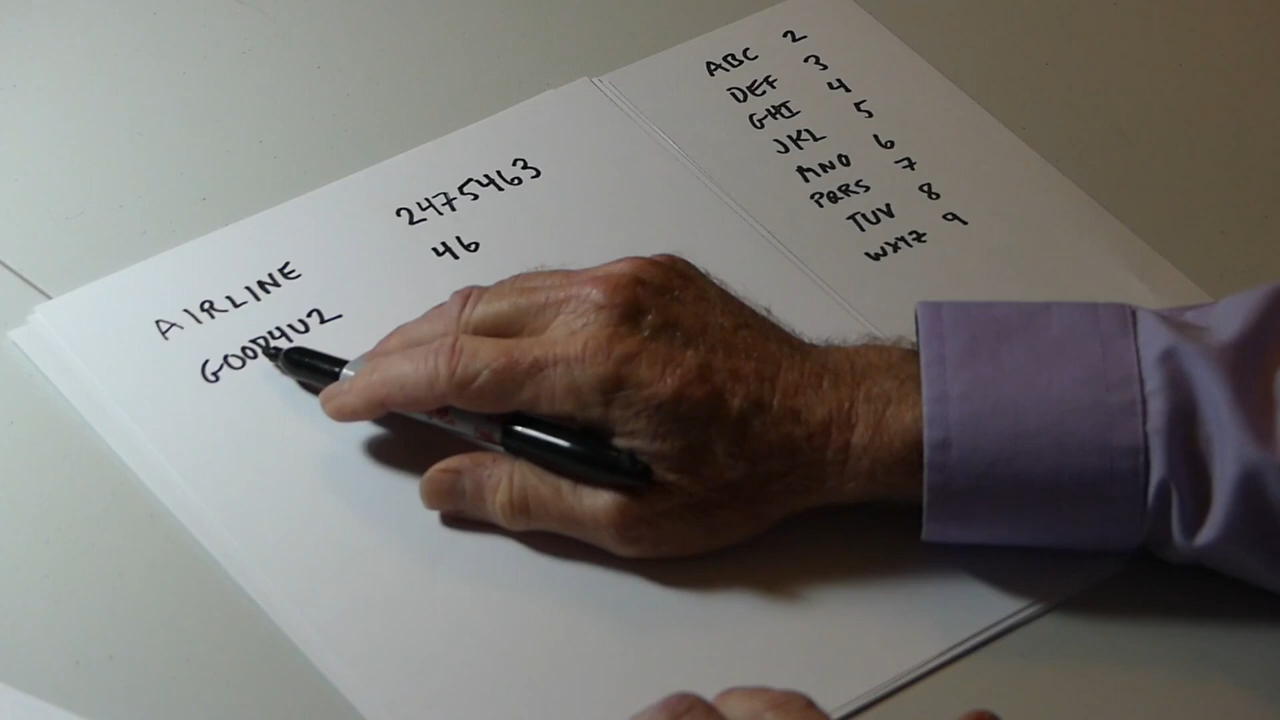 AIRLINE
GOOD4U2
2475463
46
ABC 2
DEF 3
GHI 4
JKL 5
MNO 6
PQRS 7
TUV 8
WXYZ 9